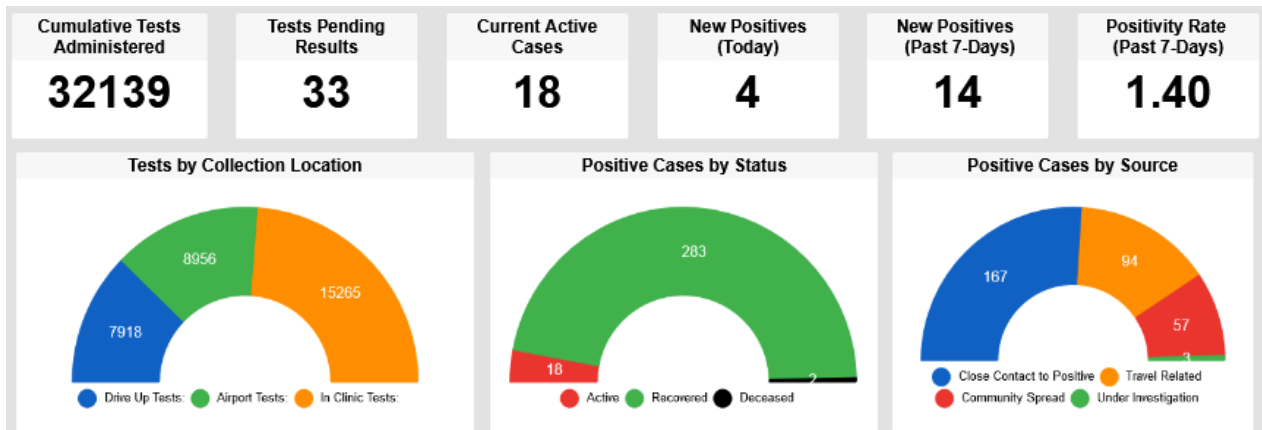 Cumulative Tests
Administered
32139
Tests Pending
Results
33
Current Active
Cases
18
New Positives
(Today)
4
New Positives
(Past 7-Days)
14
Positivity Rate
(Past 7-Days)
1.40
Tests by Collection Location
7918
8956
15265
Drive Up Tests:
Airport Tests:
In Clinic Tests:
Positive Cases by Status
18
283
2
Active
Recovered
Deceased
Positive Cases by Source
167
94
57
3
Close Contact to Positive
Travel Related
Community Spread
Under Investigation